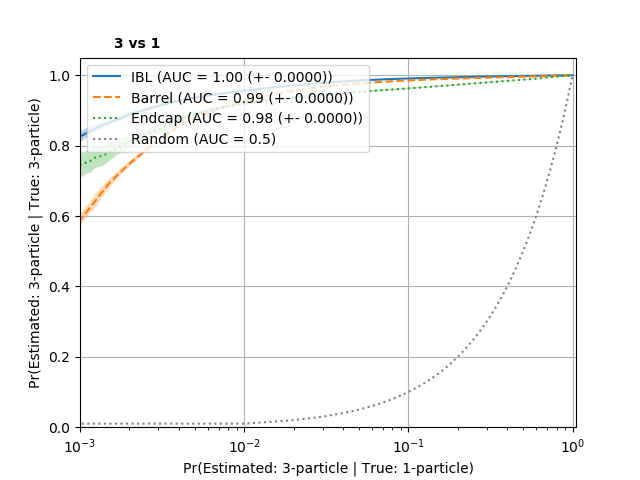 3 vs 1
IBL (AUC = 1.00 (+- 0.0000))
Barrel (AUC = 0.99 (+- 0.0000))
Endcap (AUC = 0.98 (+- 0.0000))
Random (AUC = 0.5)
Pr(Estimated: 3-particle | True: 3-particle)
1.0
0.8
0.6
0.4
0.2
0.0
10⁻³ 10⁻² 10⁻¹ 10⁰
Pr(Estimated: 3-particle | True: 1-particle)